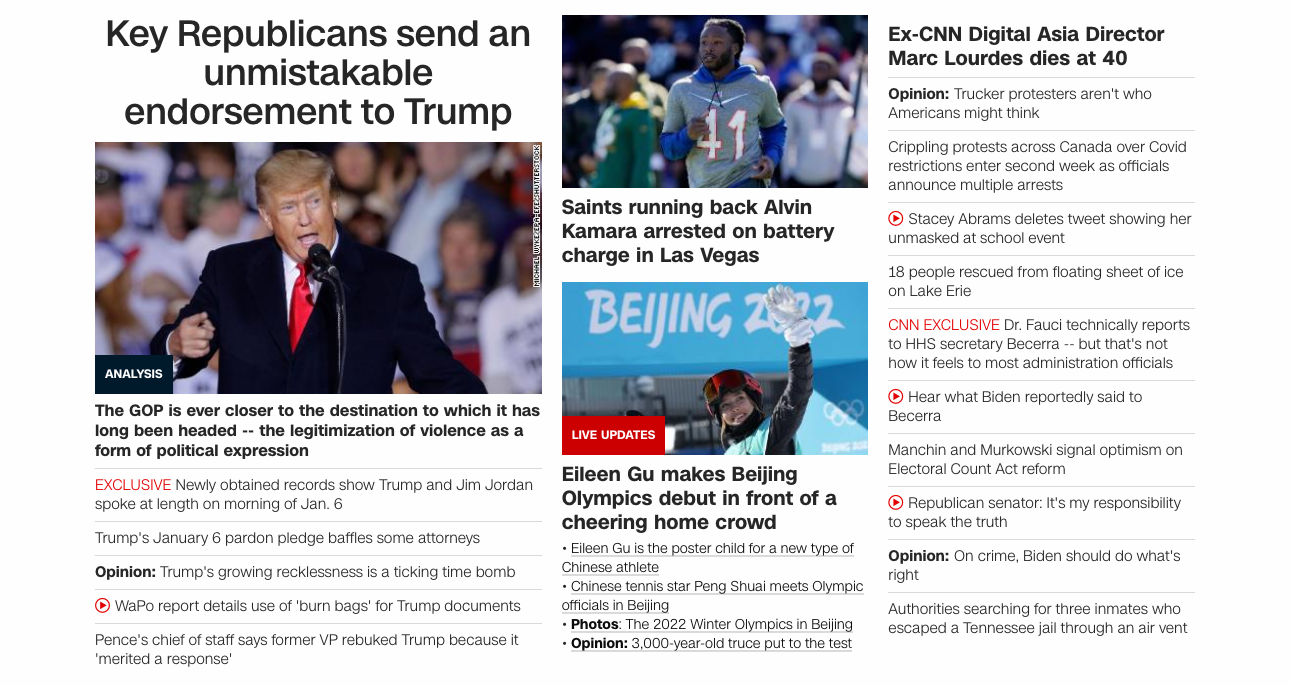 Key Republicans send an
unmistakable
endorsement to Trump
ANALYSIS
The GOP is ever closer to the destination to which it has
long been headed -- the legitimization of violence as a
form of political expression
EXCLUSIVE Newly obtained records show Trump and Jim Jordan
spoke at length on morning of Jan. 6
Trump's January 6 pardon pledge baffles some attorneys
Opinion: Trump's growing recklessness is a ticking time bomb
WaPo report details use of 'burn bags' for Trump documents
Pence's chief of staff says former VP rebuked Trump because it
'merited a response'
41
Saints running back Alvin
Kamara arrested on battery
charge in Las Vegas
BEIJING 2022
LIVE UPDATES
Eileen Gu makes Beijing
Olympics debut in front of a
cheering home crowd
• Eileen Gu is the poster child for a new type of
Chinese athlete
• Chinese tennis star Peng Shuai meets Olympic
officials in Beijing
• Photos: The 2022 Winter Olympics in Beijing
• Opinion: 3,000-year-old truce put to the test
Ex-CNN Digital Asia Director
Marc Lourdes dies at 40
Opinion: Trucker protesters aren't who
Americans might think
Crippling protests across Canada over Covid
restrictions enter second week as officials
announce multiple arrests
Stacey Abrams deletes tweet showing her
unmasked at school event
18 people rescued from floating sheet of ice
on Lake Erie
CNN EXCLUSIVE Dr. Fauci technically reports
to HHS secretary Becerra -- but that's not
how it feels to most administration officials
Hear what Biden reportedly said to
Becerra
Manchin and Murkowski signal optimism on
Electoral Count Act reform
Republican senator: It's my responsibility
to speak the truth
Opinion: On crime, Biden should do what's
right
Authorities searching for three inmates who
escaped a Tennessee jail through an air vent